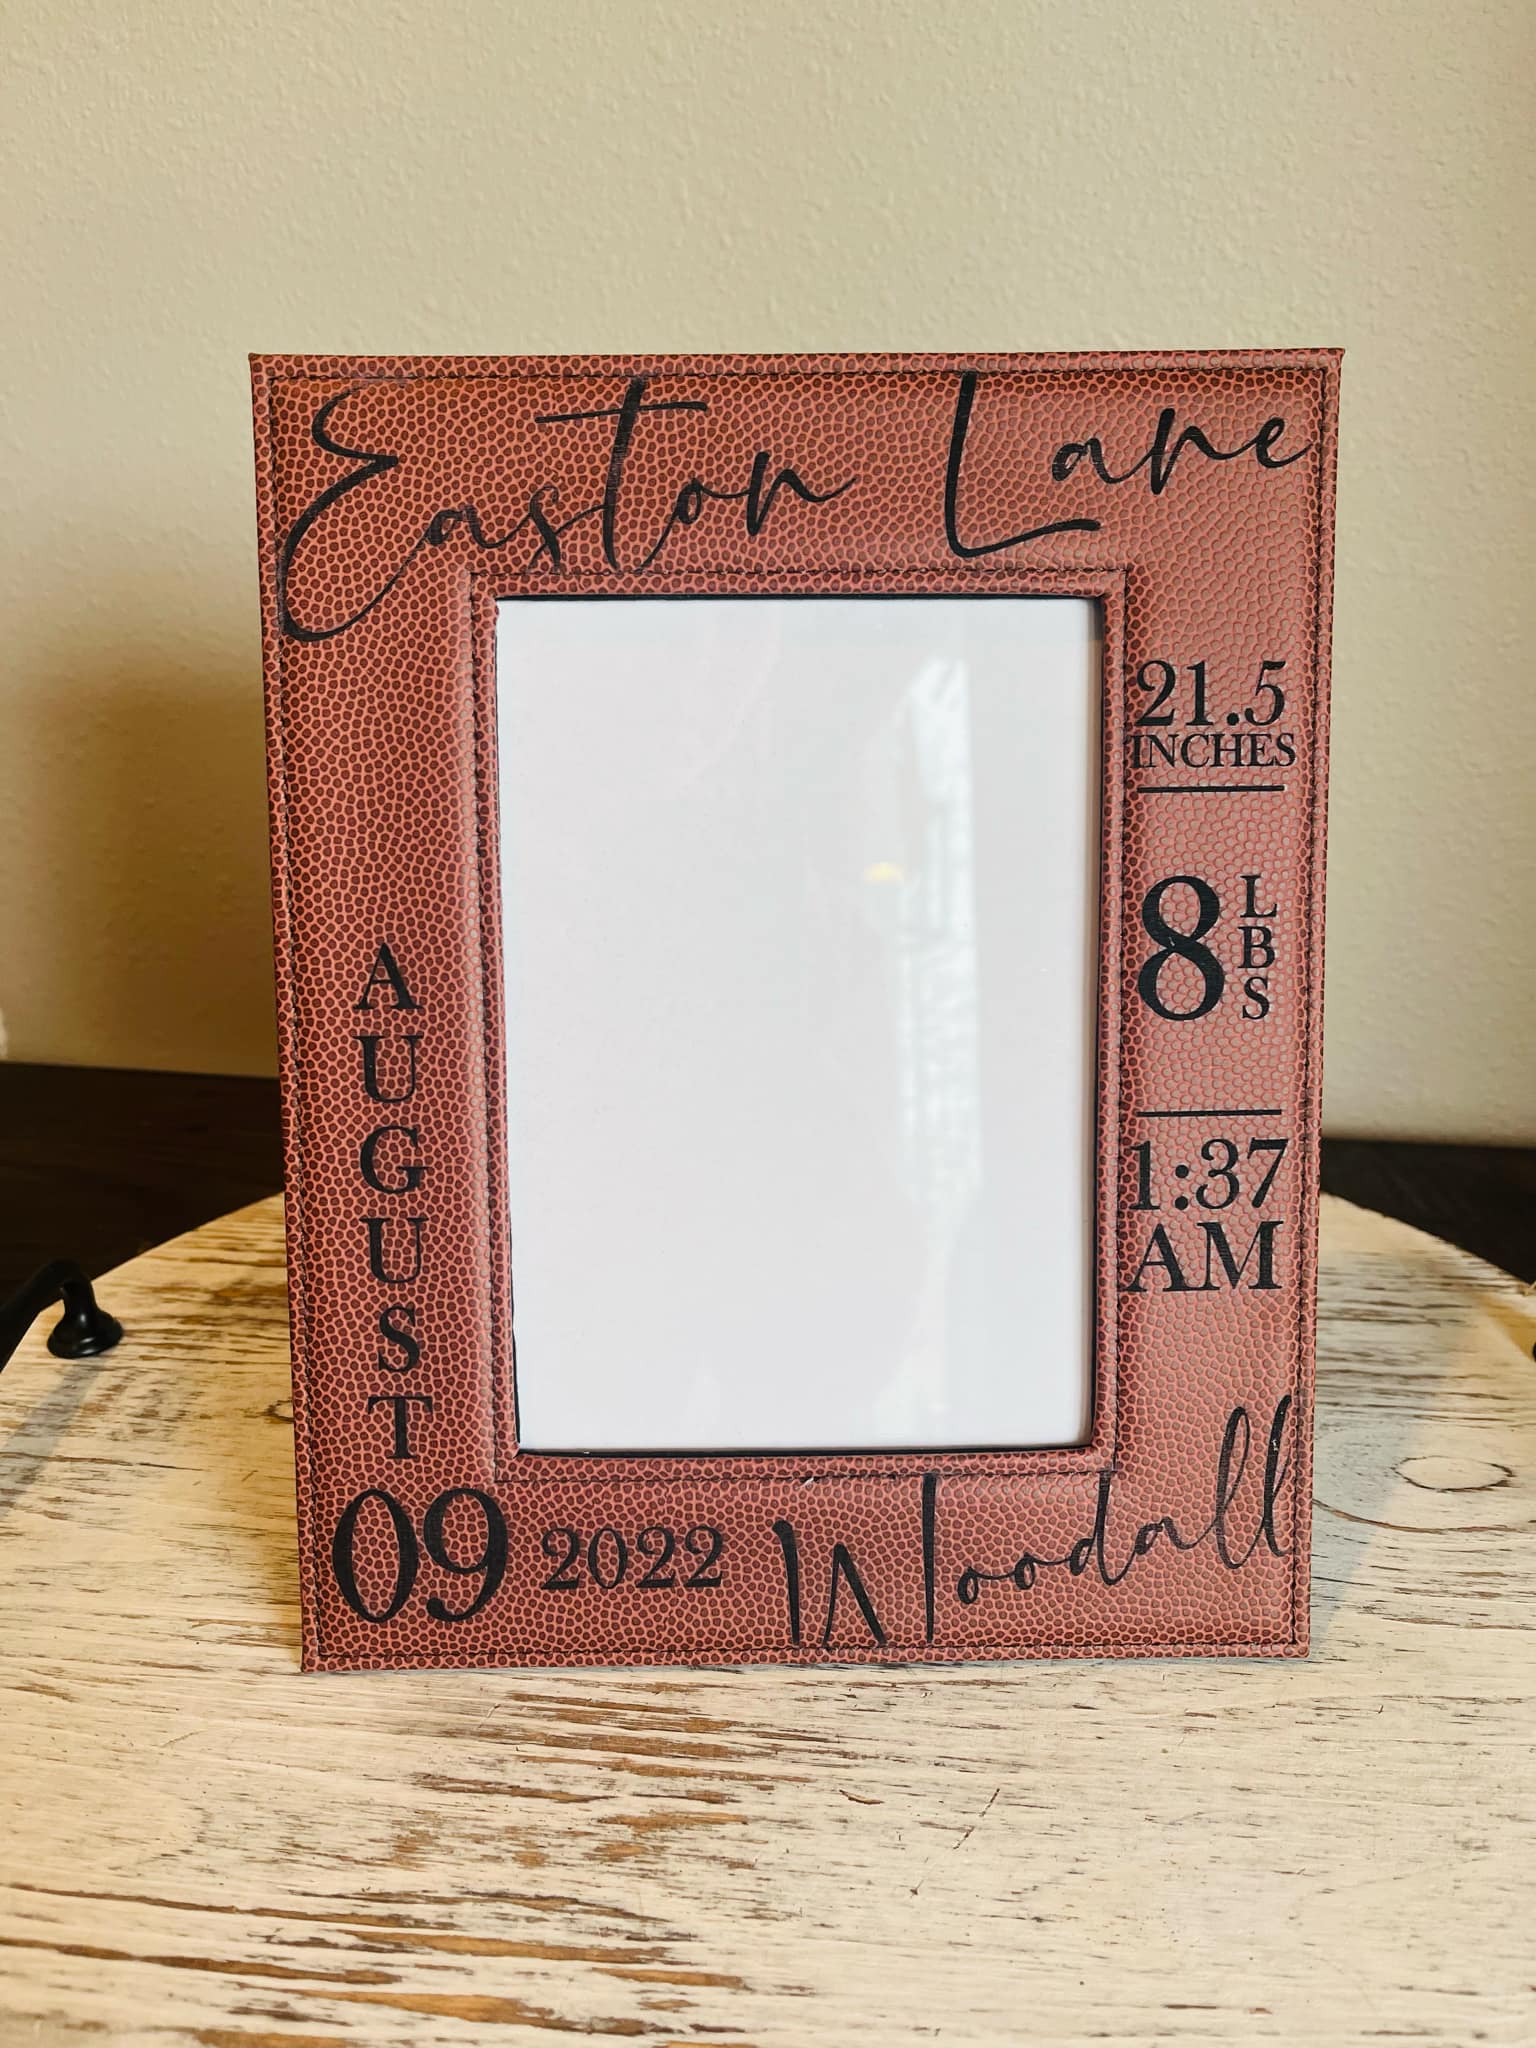 Easton Lane
21.5
INCHES
8 LBS
1:37
AM
AUGUST
09 2022 Woodall